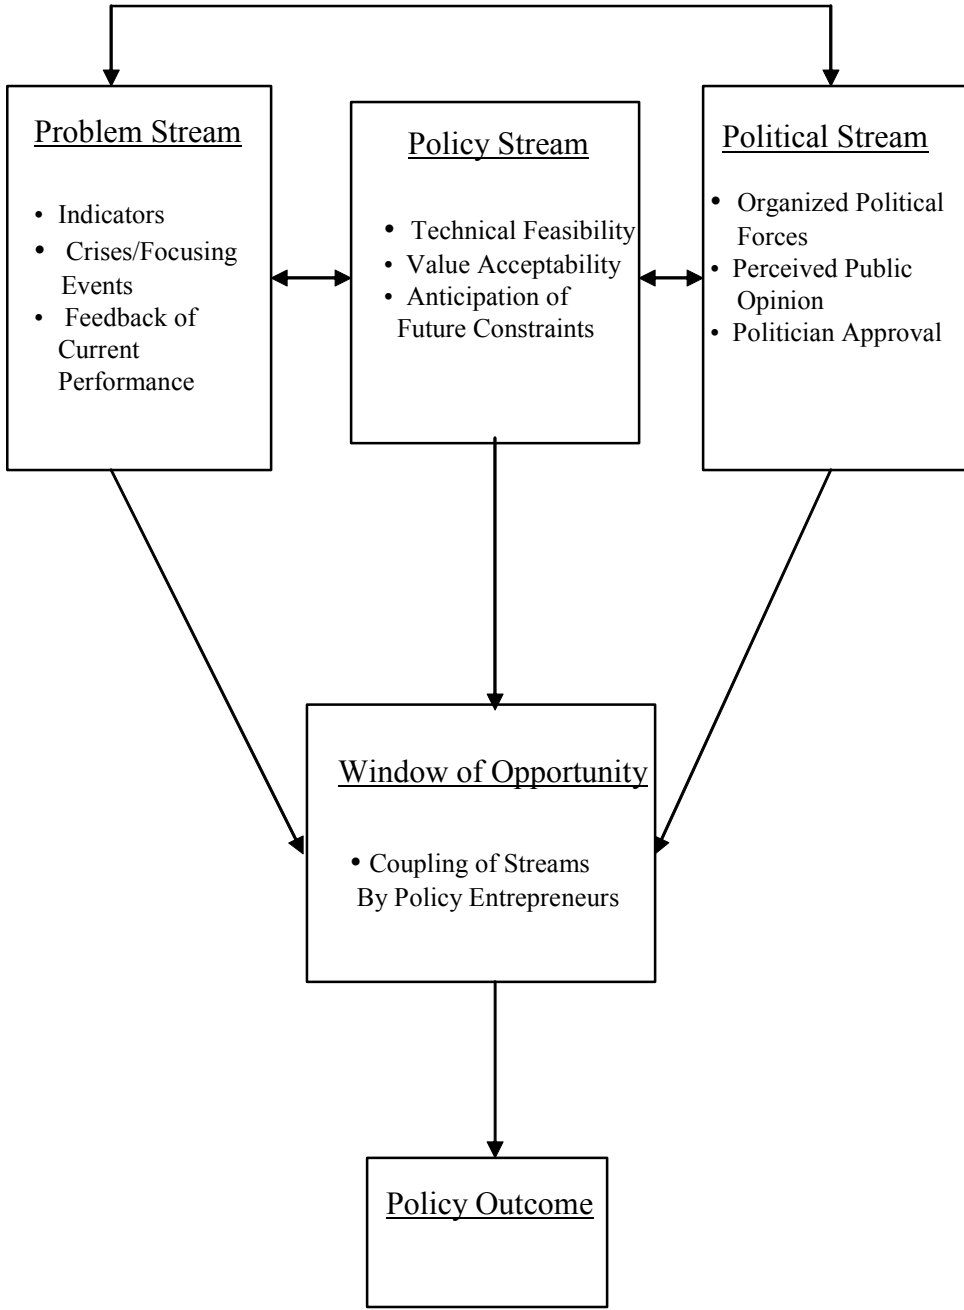 Problem Stream
• Indicators
• Crises/Focusing
Events
• Feedback of
Current
Performance
Policy Stream
• Technical Feasibility
• Value Acceptability
• Anticipation of
Future Constraints
Political Stream
• Organized Political
Forces
• Perceived Public
Opinion
• Politician Approval
Window of Opportunity
• Coupling of Streams
By Policy Entrepreneurs
Policy Outcome